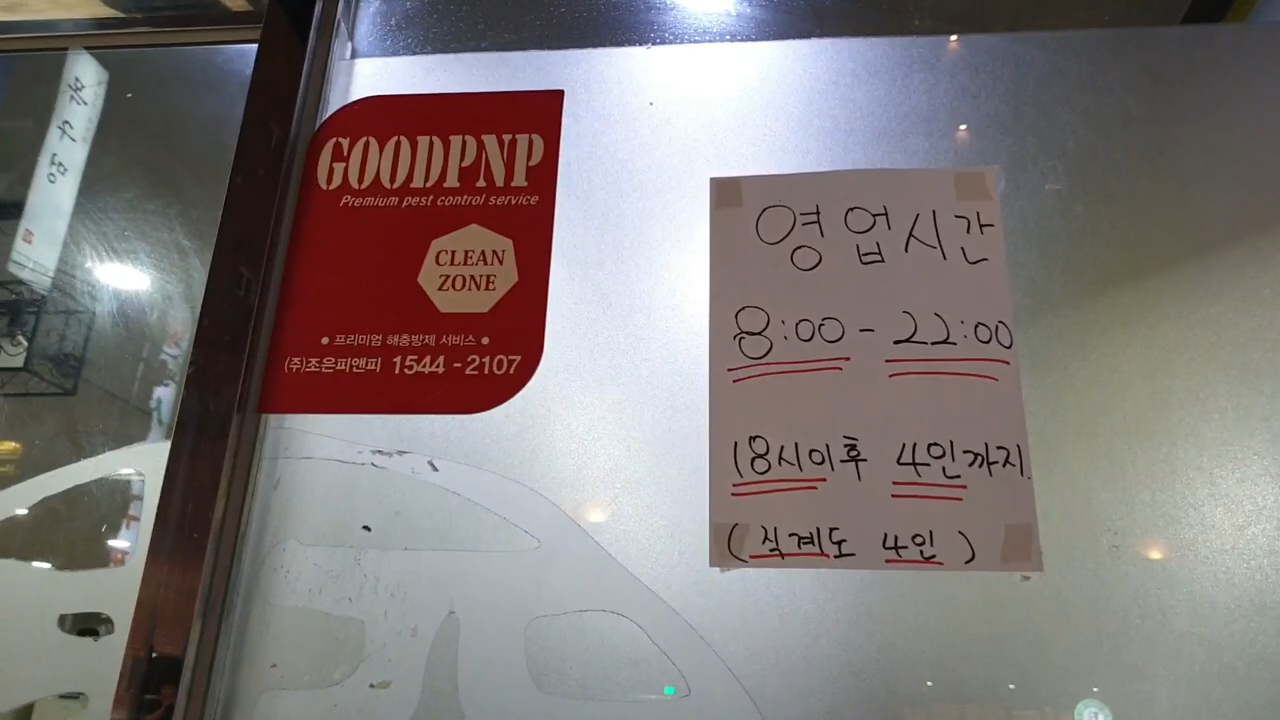 GOODPNP
Premium pest control service
CLEAN
ZONE
● 프리미엄 해충방제 서비스 ●
(주)조은피앤피 1544-2107
영업시간
8:00 - 22:00
18시이후 4인까지.
(직계도 4인)